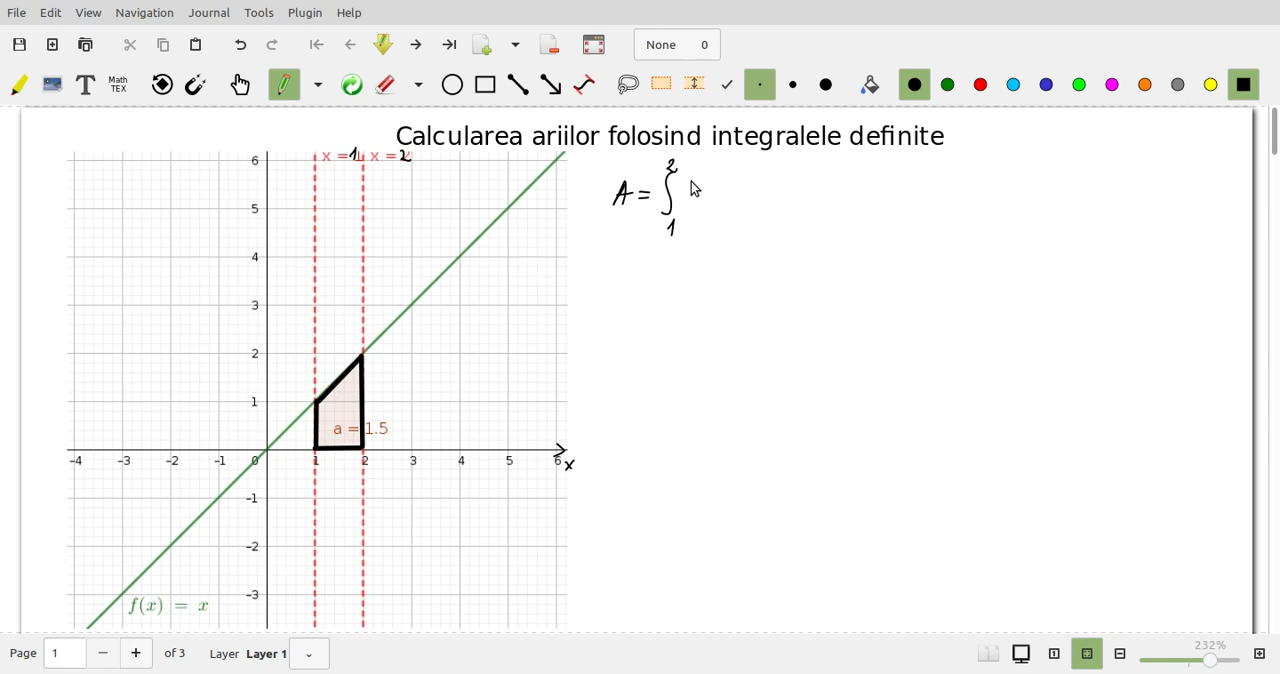 File Edit View Navigation Journal Tools Plugin Help
None 0
T Math TEX
Calcularea ariilor folosind integralele definite
x = 1 x = 2
A = ∫
2
1
6
5
4
3
2
1
a = 1.5
-4 -3 -2 -1 0 1 2 3 4 5 6 x
-1
-2
-3
f(x) = x
Page 1 of 3 Layer Layer 1 232%